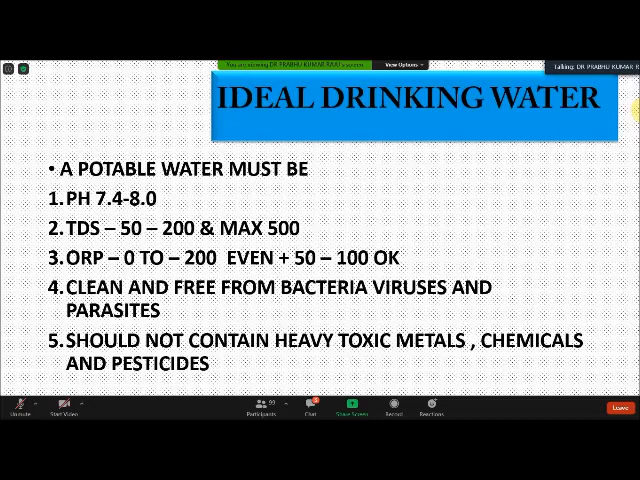 You are viewing DR PRABHU KUMAR RAJU's screen
View Options
Talking: DR PRABHU KUMAR R
IDEAL DRINKING WATER
• A POTABLE WATER MUST BE
1. PH 7.4-8.0
2. TDS – 50 – 200 & MAX 500
3. ORP – 0 TO – 200 EVEN + 50 – 100 OK
4. CLEAN AND FREE FROM BACTERIA VIRUSES AND
PARASITES
5. SHOULD NOT CONTAIN HEAVY TOXIC METALS , CHEMICALS
AND PESTICIDES
99
Unmute
Start Video
Participants
Chat
Share Screen
Record
Reactions
Leave